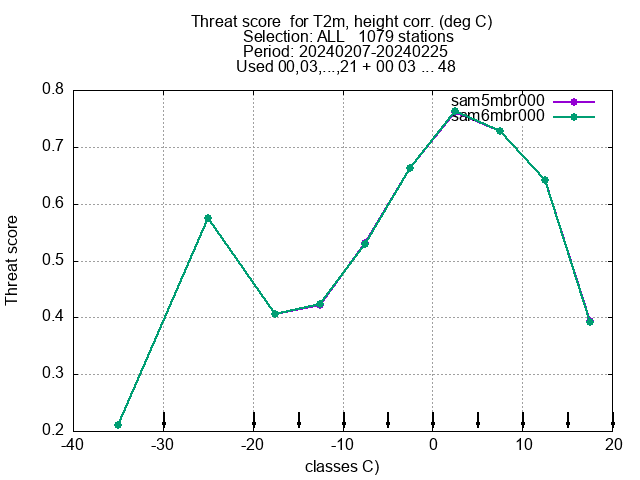 Threat score  for T2m, height corr. (deg C)
Selection: ALL   1079 stations
Period: 20240207-20240225
Used 00,03,...,21 + 00 03 ... 48
sam5mbr000
sam6mbr000
0.8
0.7
0.6
0.5
0.4
0.3
0.2
Threat score
-40 -30 -20 -10 0 10 20
classes C)